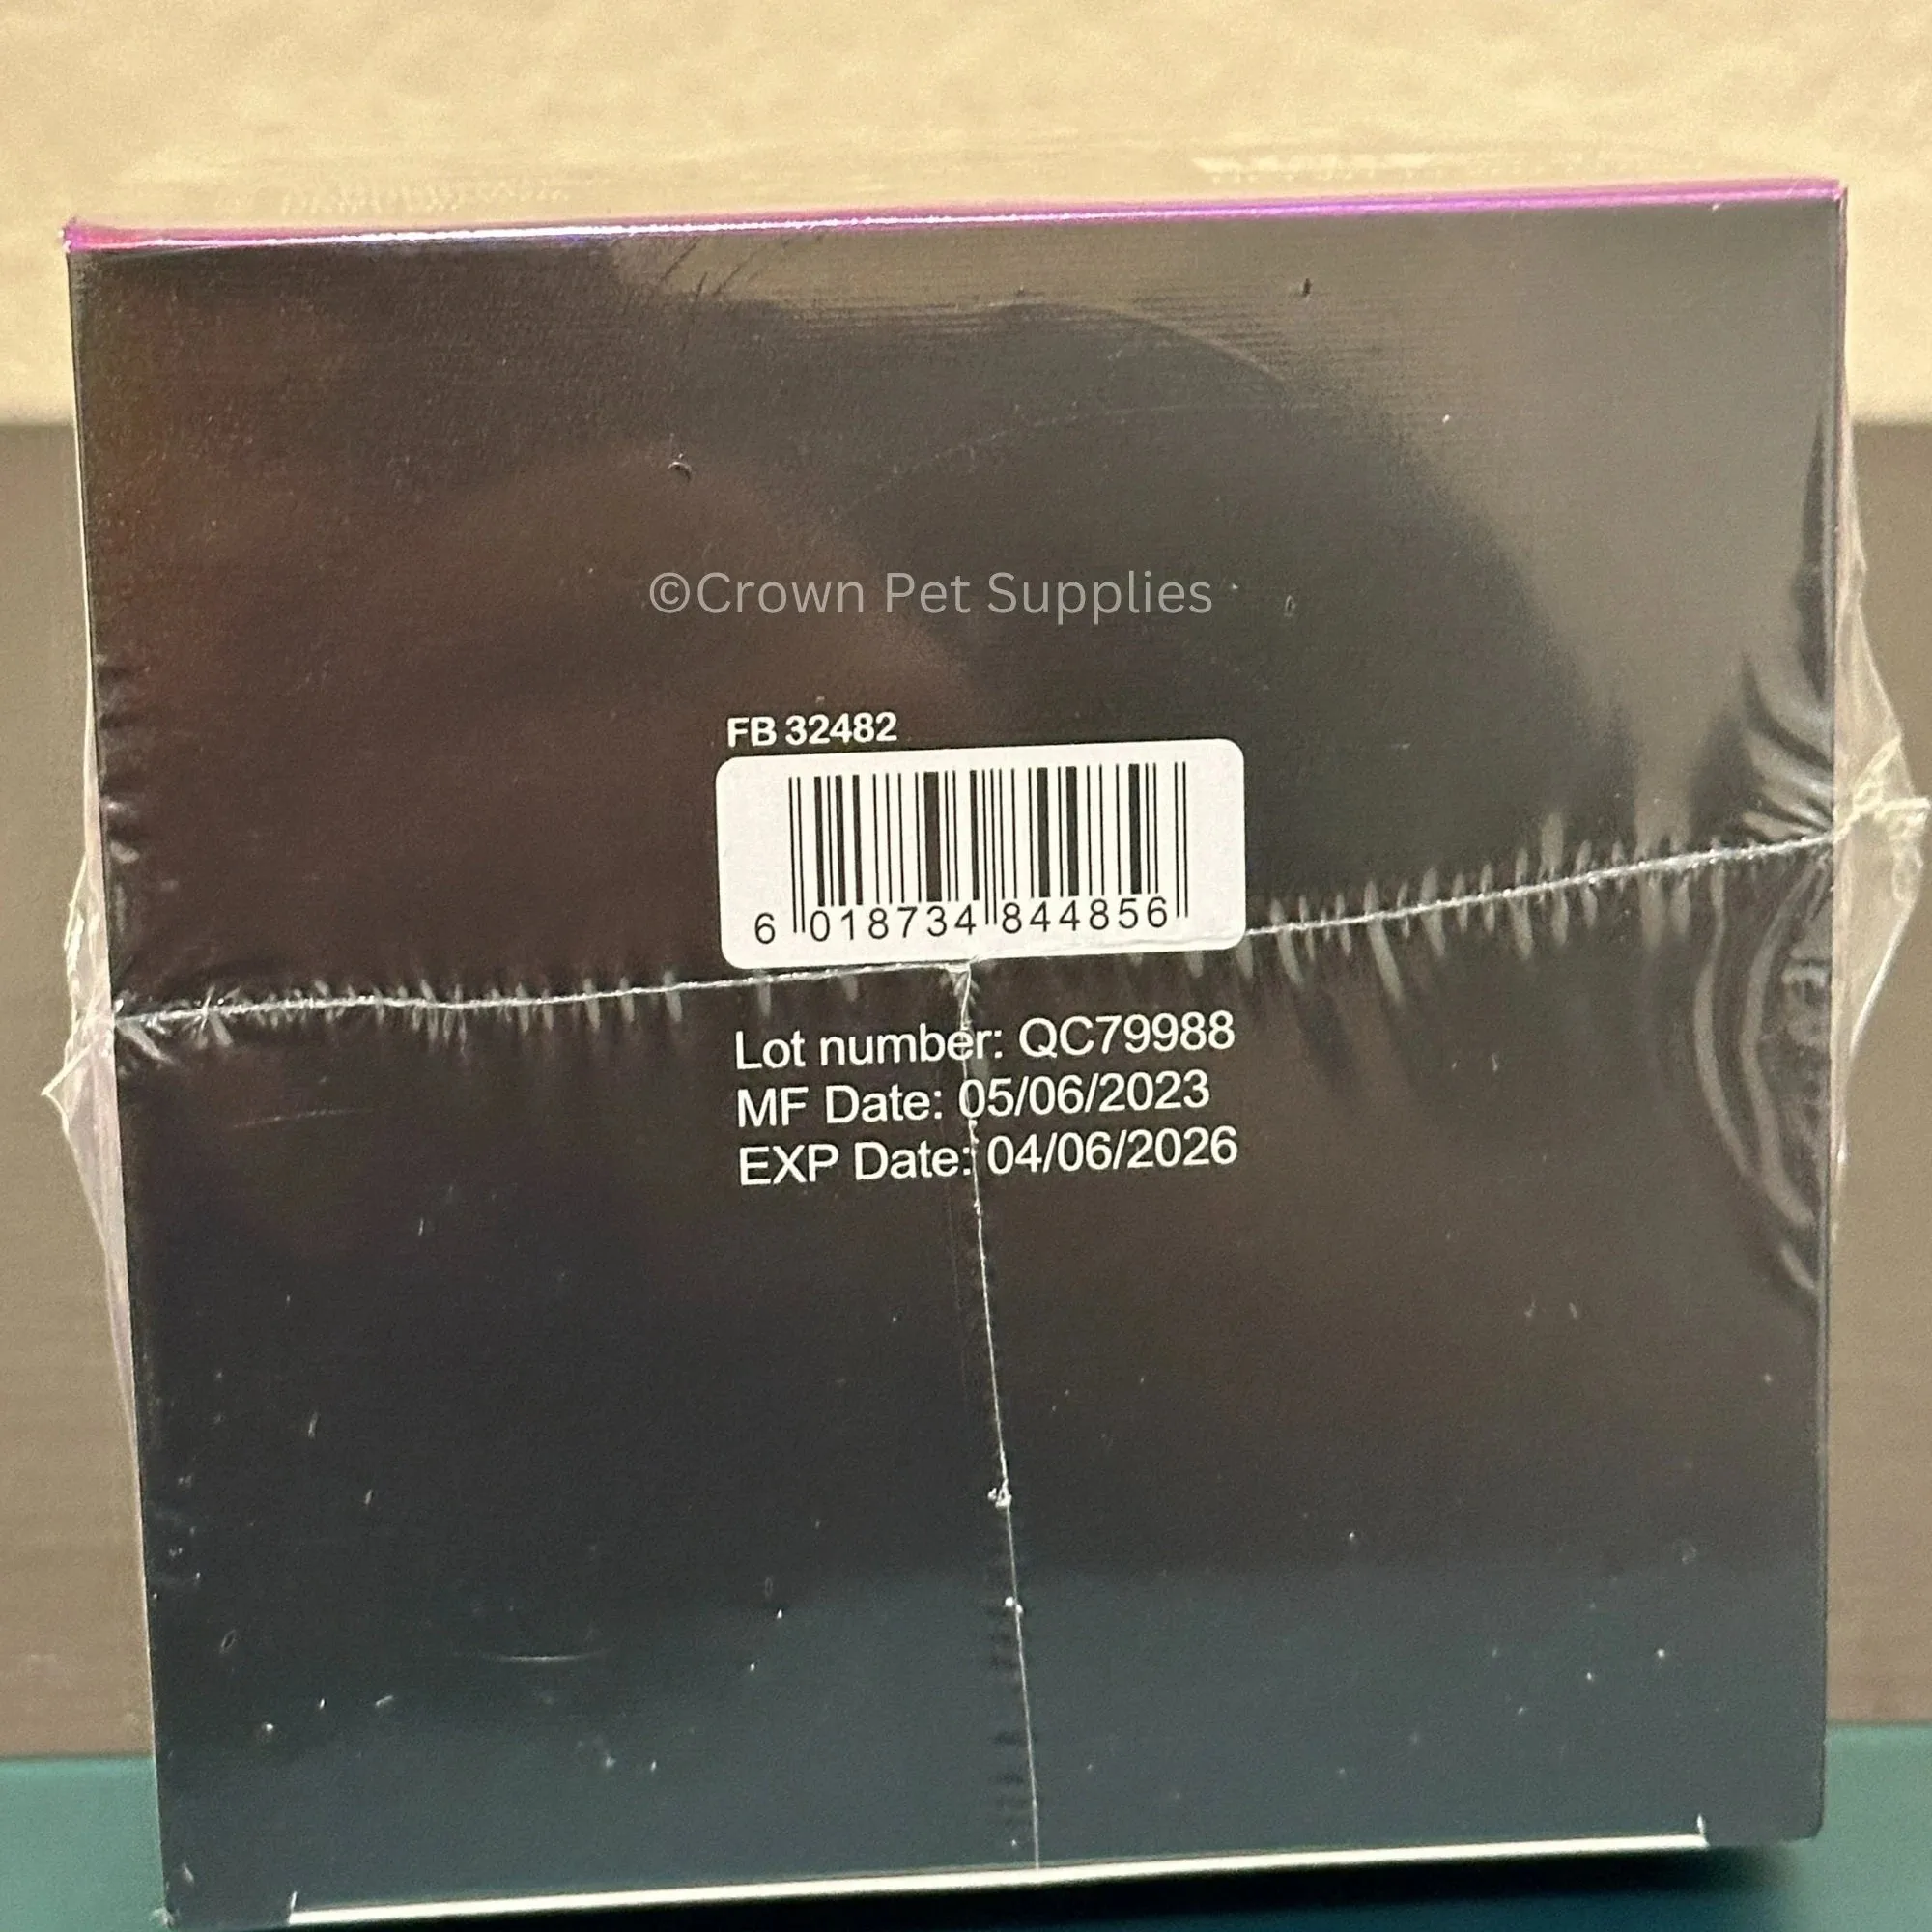 ©Crown Pet Supplies
FB 32482
6 018734 844856
Lot number: QC79988
MF Date: 05/06/2023
EXP Date: 04/06/2026